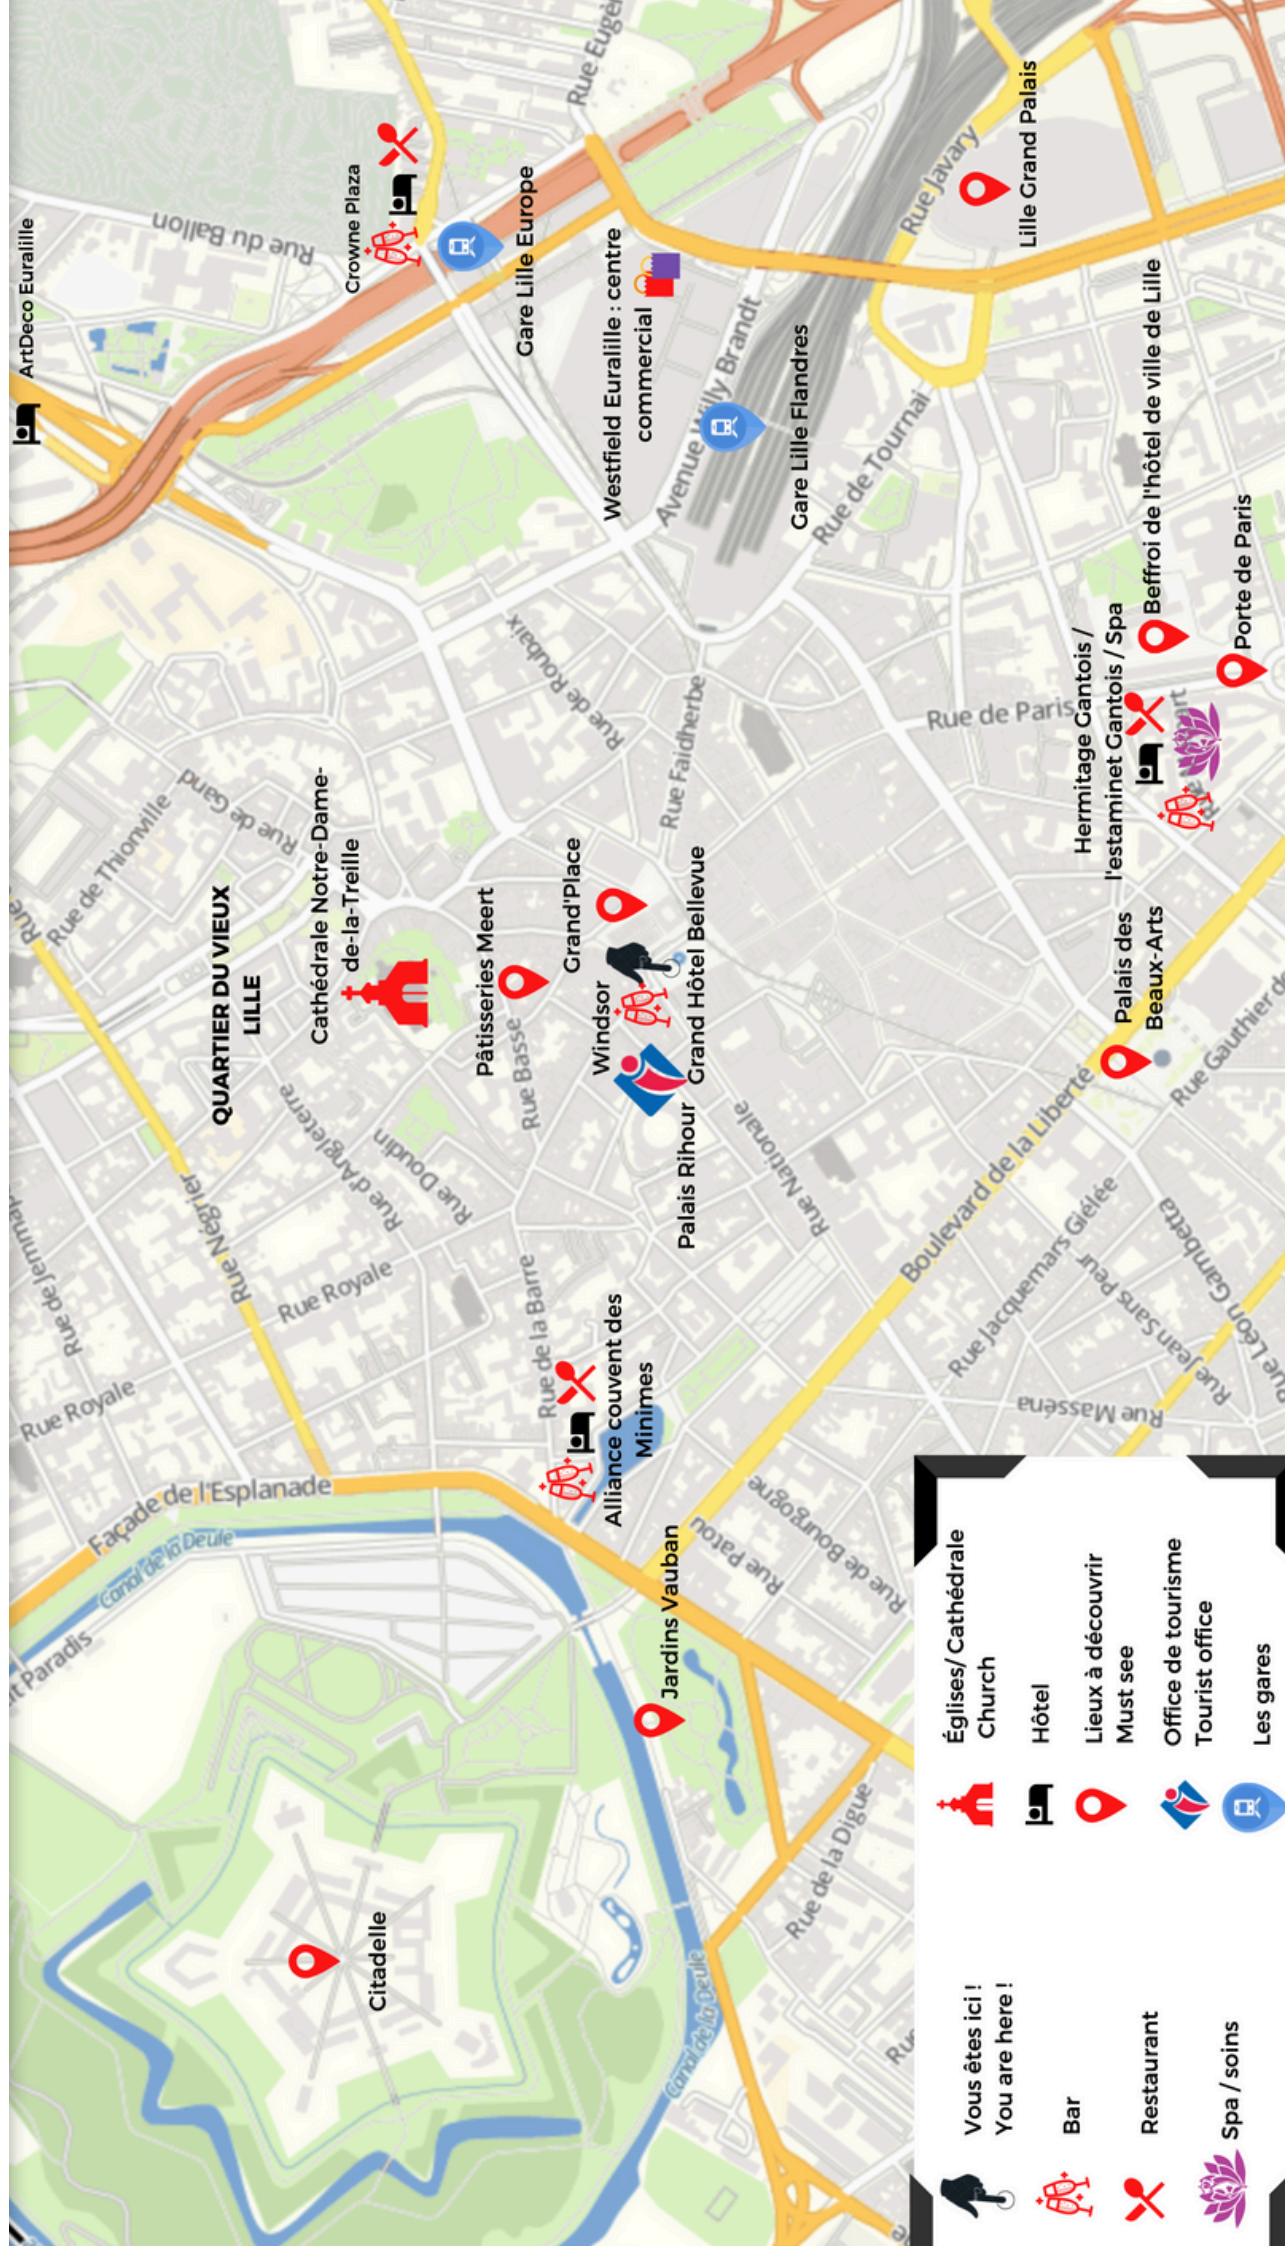 ArtDeco Euralille
Rue du Ballon
Crowne Plaza
Gare Lille Europe
Westfield Euralille : centre
commercial
Avenue Willy Brandt
Gare Lille Flandres
Rue de Tournai
Rue Javary
Lille Grand Palais
Beffroi de l'hôtel de ville de Lille
Porte de Paris
Hermitage Gantois /
l'estaminet Gantois / Spa
Rue de Paris
Rue de Roubaix
Rue Faidherbe
Rue de Gand
Rue de Thionville
QUARTIER DU VIEUX
LILLE
Cathédrale Notre-Dame-
de-la-Treille
Pâtisseries Meert
Grand'Place
Windsor
Grand Hôtel Bellevue
Palais Rihour
Palais des
Beaux-Arts
Rue Basse
Rue d'Angleterre
Rue Doudin
Rue Négrier
Rue Royale
Rue Royale
Rue de la Barre
Rue Nationale
Boulevard de la Liberté
Rue Jacquemars Giélée
Rue Jean Sans Peur
Rue Léon Gambetta
Rue Masséna
Alliance couvent des
Minimes
Façade de l'Esplanade
Canal de la Deule
Jardins Vauban
Rue Patou
Rue de Bourgogne
Rue de la Digue
Citadelle
Canal de la Deule
Vous êtes ici !
You are here !
Bar
Restaurant
Spa / soins
Églises/ Cathédrale
Church
Hôtel
Lieux à découvrir
Must see
Office de tourisme
Tourist office
Les gares